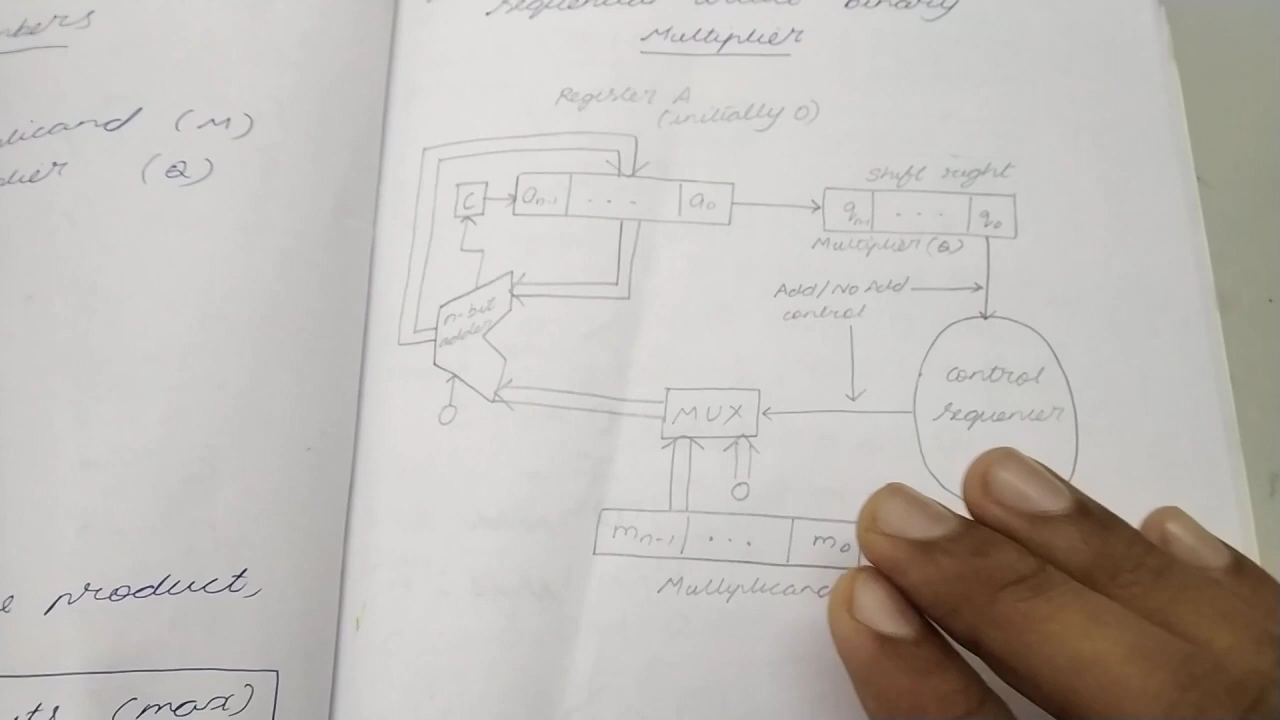 (M)
(Q)
product,
(max)
binary
Multiplier
Register A
(initially 0)
shift right
C
an-1 ... a0
qn-1 ... q0
Multiplier (Q)
Add/No Add
control
n-bit
adder
control
sequencer
MUX
0
0
mn-1 ... m0
Multiplicand